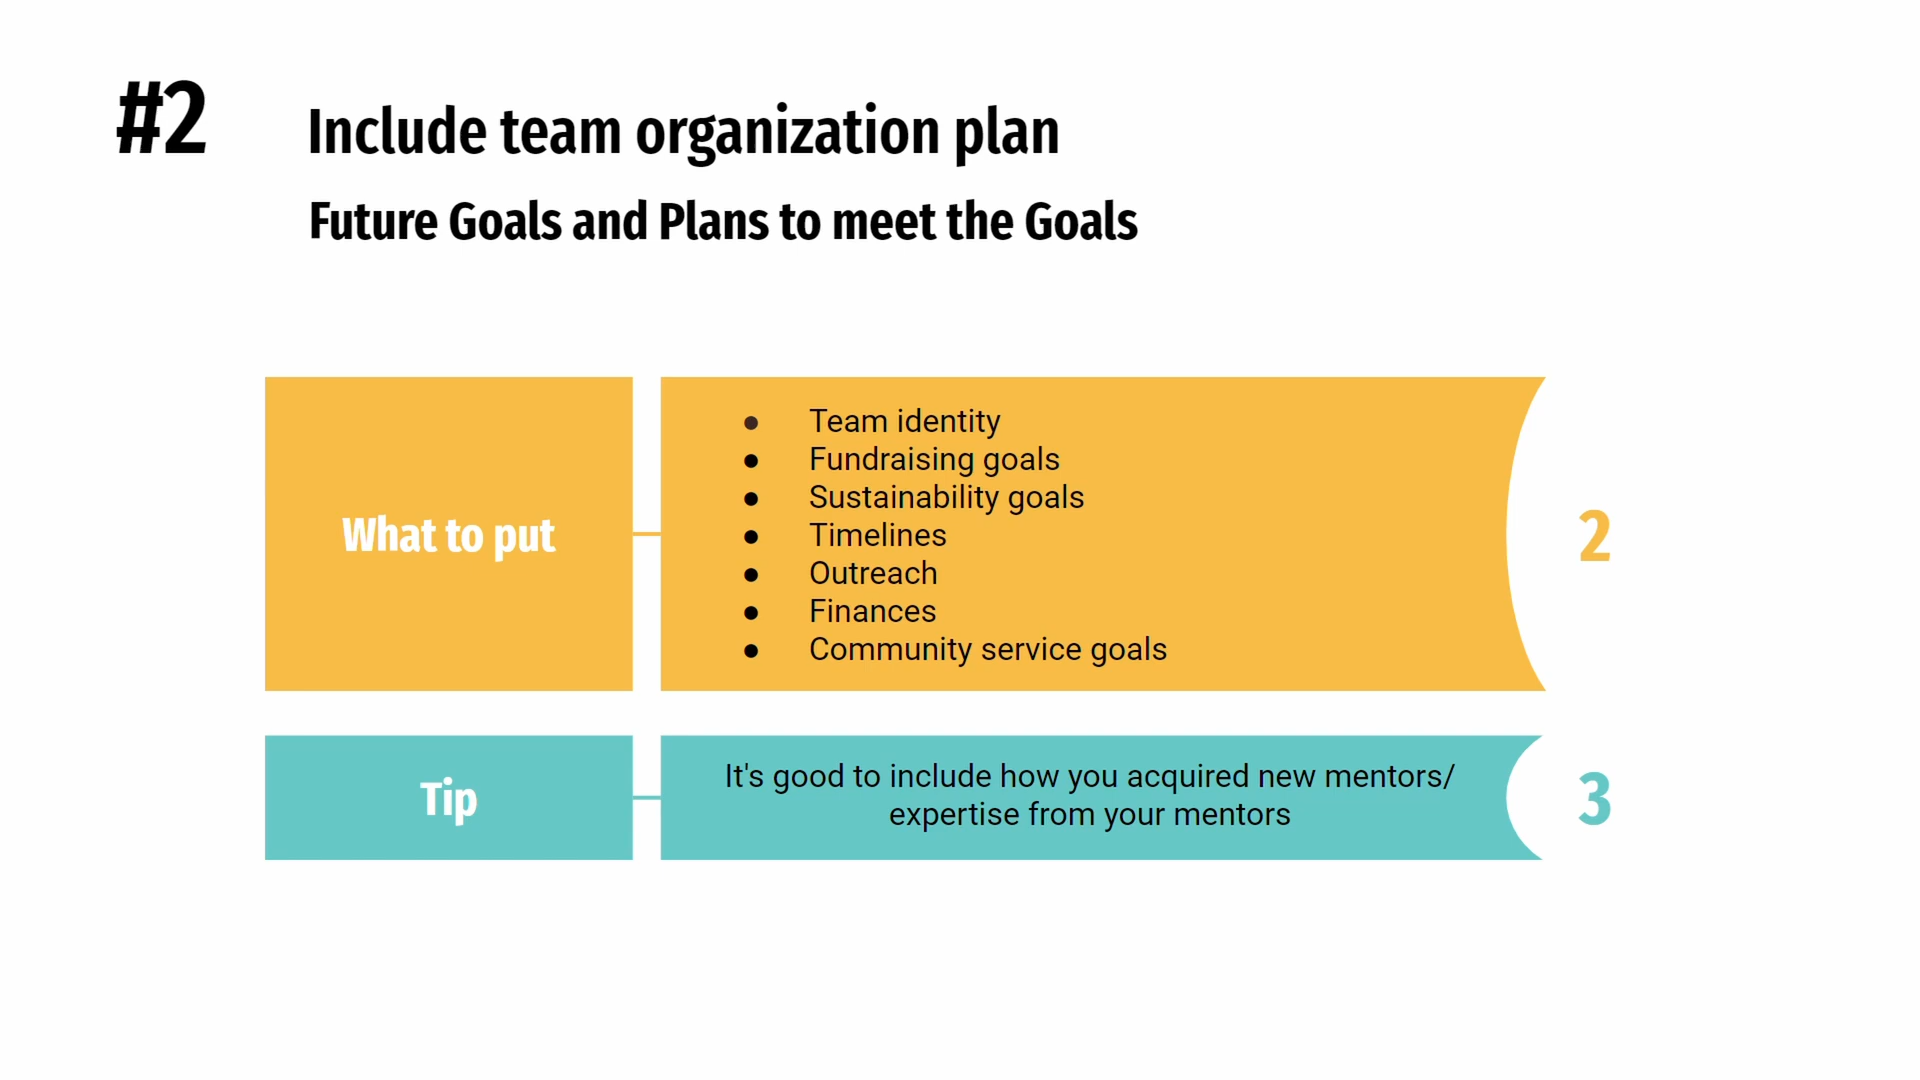 #2
Include team organization plan
Future Goals and Plans to meet the Goals
What to put
● Team identity
● Fundraising goals
● Sustainability goals
● Timelines
● Outreach
● Finances
● Community service goals
2
Tip
It's good to include how you acquired new mentors/
expertise from your mentors
3